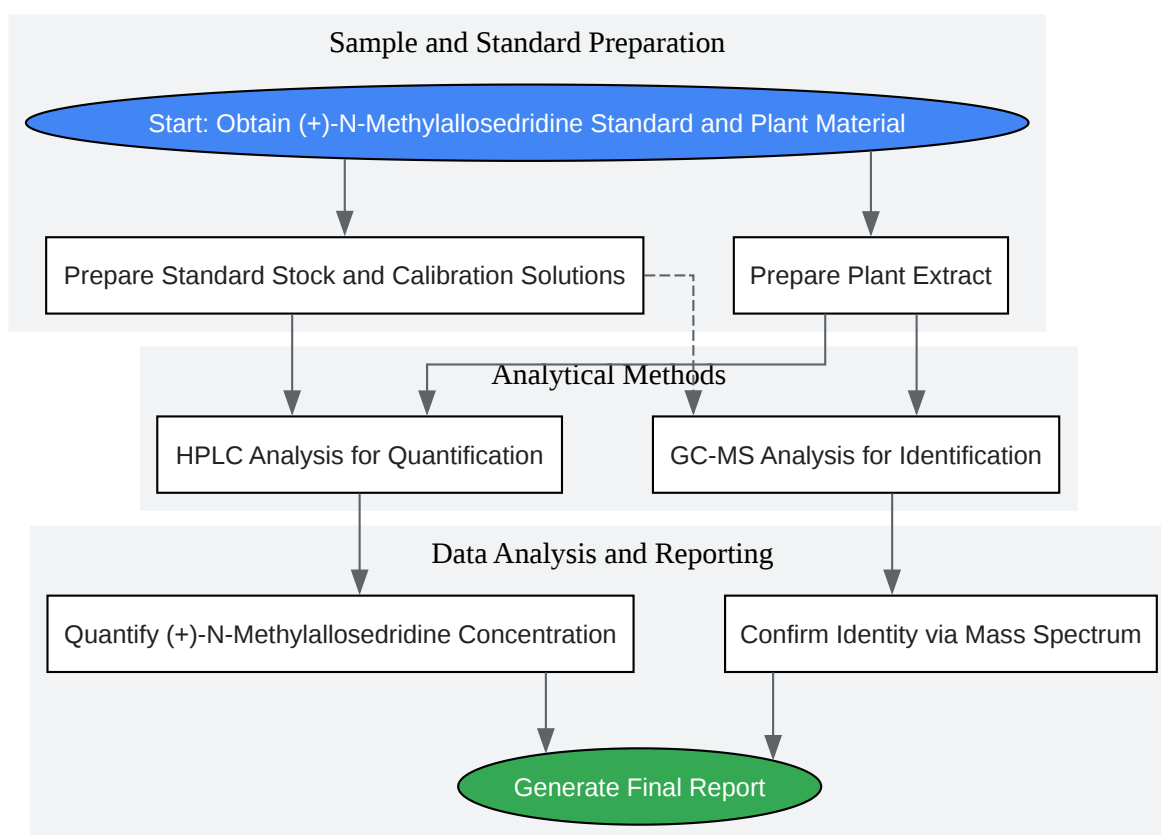 Sample and Standard Preparation
Start: Obtain (+)-N-Methylallosedridine Standard and Plant Material
Prepare Standard Stock and Calibration Solutions
Prepare Plant Extract
Analytical Methods
HPLC Analysis for Quantification
GC-MS Analysis for Identification
Data Analysis and Reporting
Quantify (+)-N-Methylallosedridine Concentration
Confirm Identity via Mass Spectrum
Generate Final Report